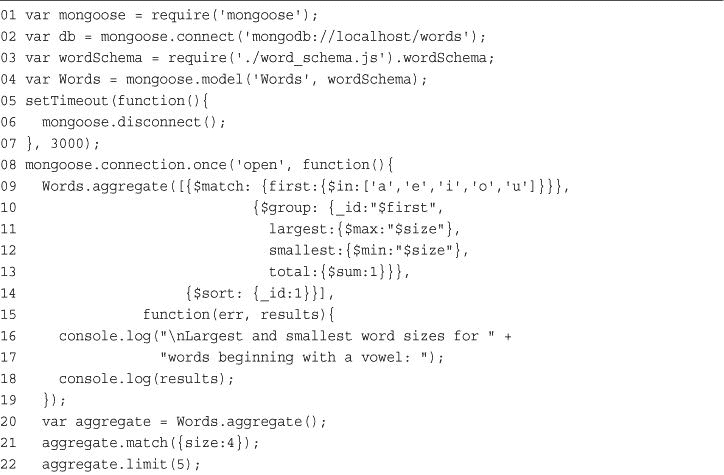 01 var mongoose = require('mongoose');
02 var db = mongoose.connect('mongodb://localhost/words');
03 var wordSchema = require('./word_schema.js').wordSchema;
04 var Words = mongoose.model('Words', wordSchema);
05 setTimeout(function(){
06   mongoose.disconnect();
07 }, 3000);
08 mongoose.connection.once('open', function(){
09   Words.aggregate([{$match: {first:{$in:['a','e','i','o','u']}}},
10                    {$group: {_id:"$first",
11                      largest:{$max:"$size"},
12                      smallest:{$min:"$size"},
13                      total:{$sum:1}}},
14              {$sort: {_id:1}}],
15          function(err, results){
16    console.log("\nLargest and smallest word sizes for " +
17            "words beginning with a vowel: ");
18    console.log(results);
19  });
20  var aggregate = Words.aggregate();
21  aggregate.match({size:4});
22  aggregate.limit(5);